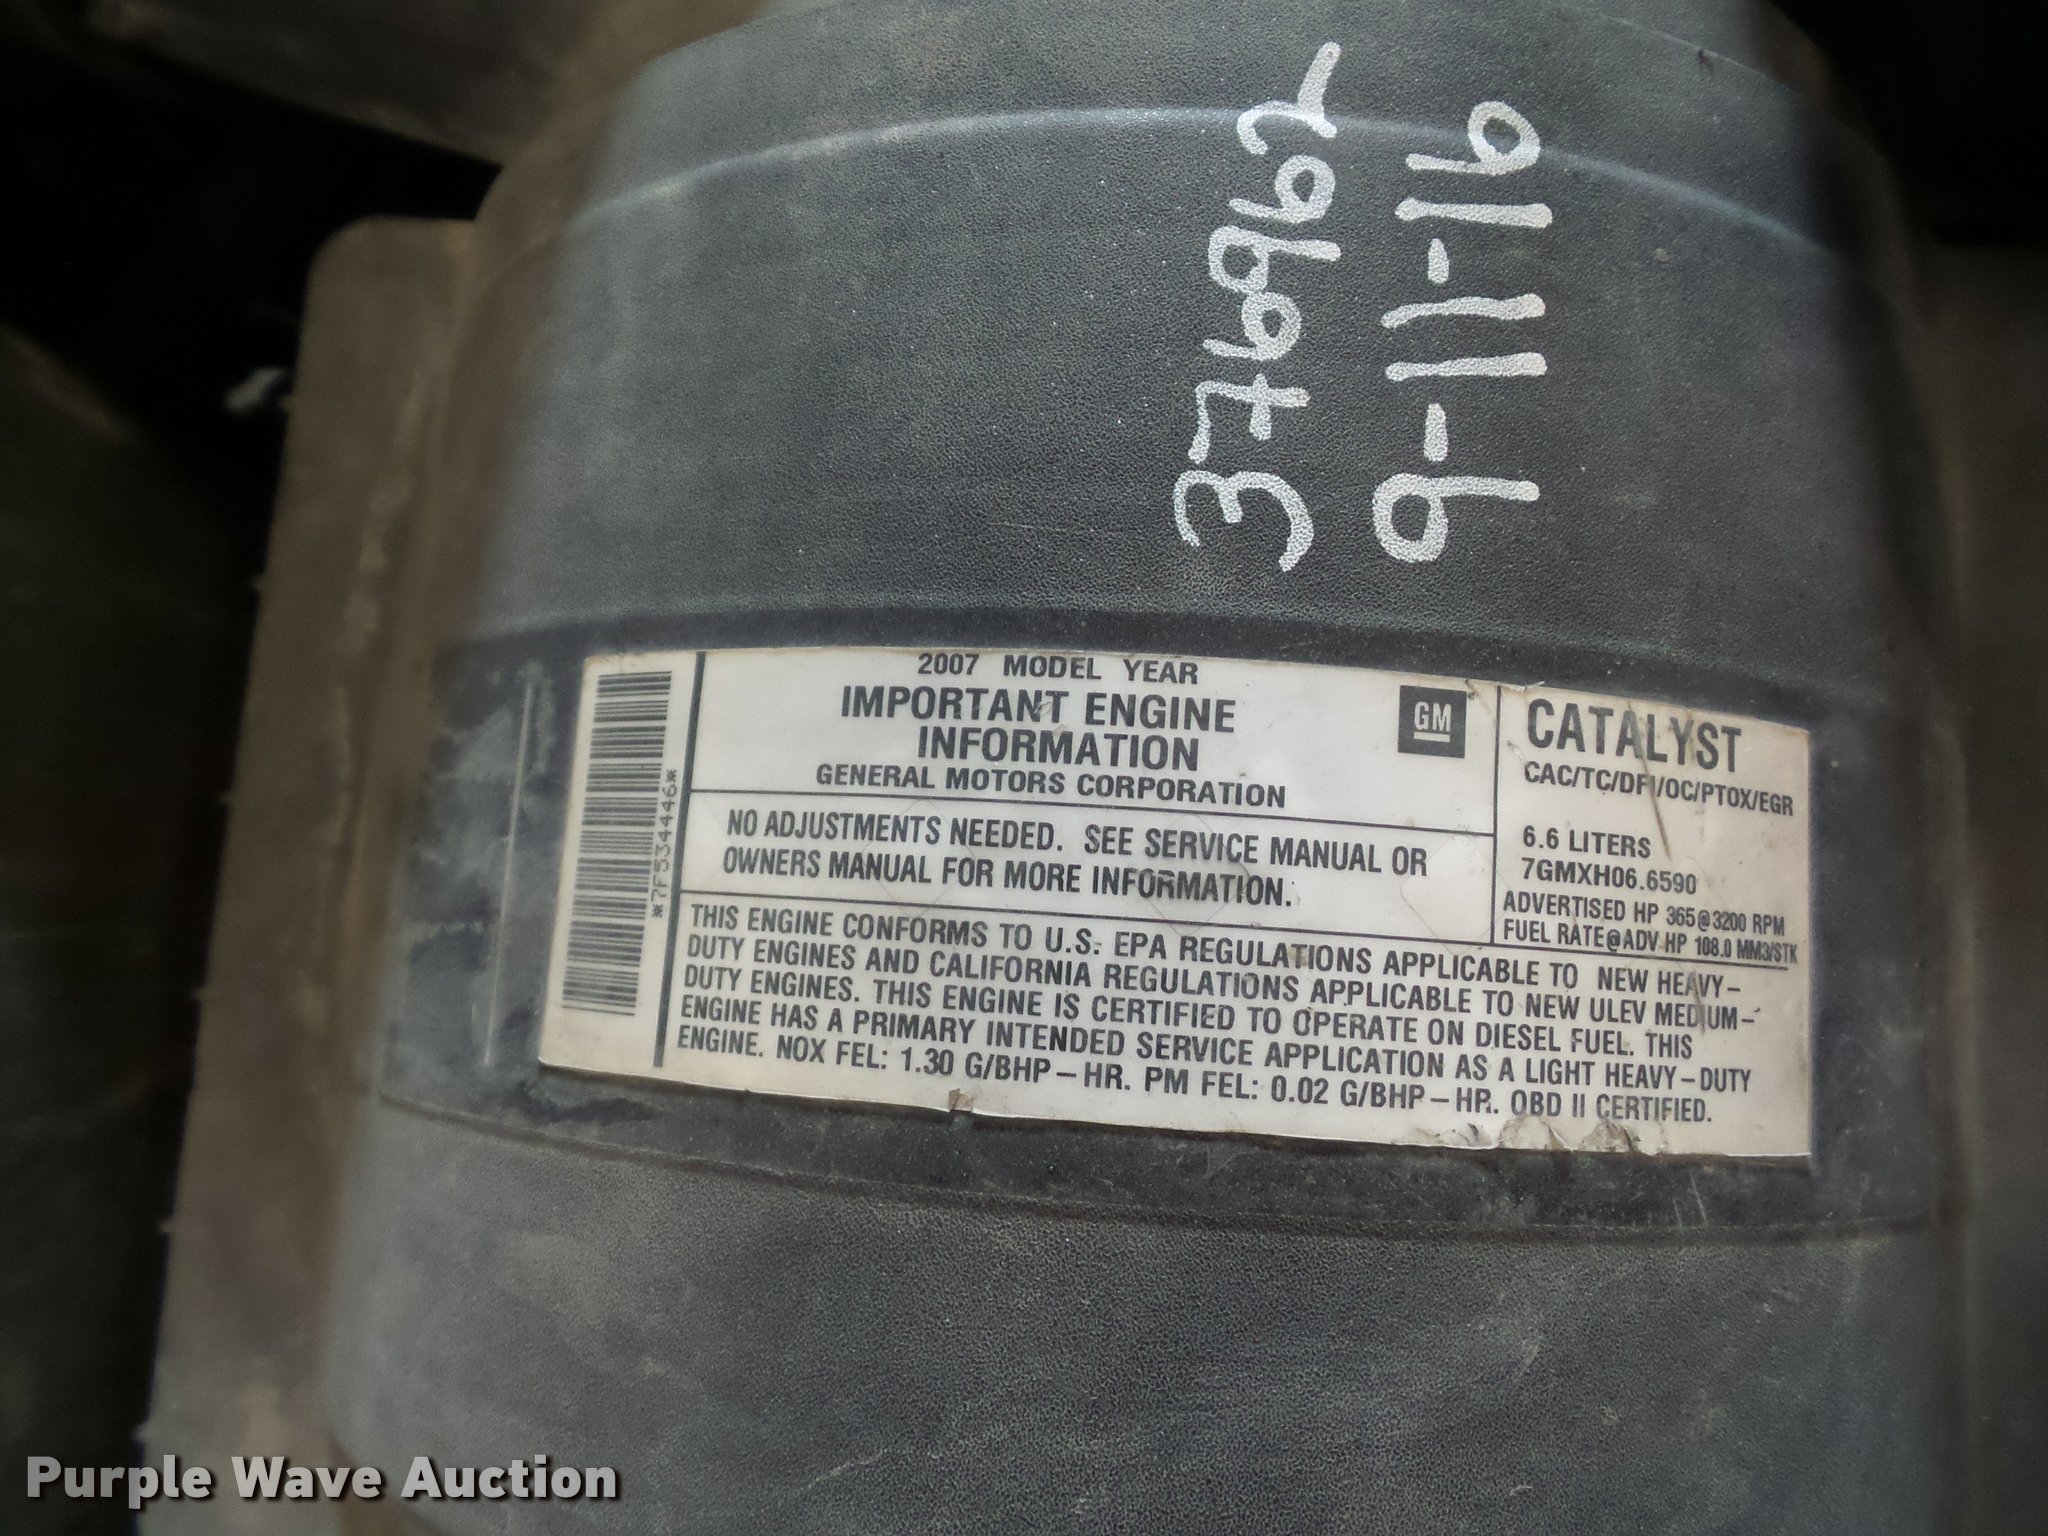 376962
9-11-16
2007 MODEL YEAR
IMPORTANT ENGINE
INFORMATION
GENERAL MOTORS CORPORATION
GM
NO ADJUSTMENTS NEEDED. SEE SERVICE MANUAL OR
OWNERS MANUAL FOR MORE INFORMATION.
CATALYST
CAC/TC/DFI/OC/PTOX/EGR
6.6 LITERS
7GMXH06.6590
ADVERTISED HP 365@3200 RPM
FUEL RATE@ADV HP 108.0 MM3/STK
THIS ENGINE CONFORMS TO U.S. EPA REGULATIONS APPLICABLE TO NEW HEAVY-
DUTY ENGINES AND CALIFORNIA REGULATIONS APPLICABLE TO NEW ULEV MEDIUM-
DUTY ENGINES. THIS ENGINE IS CERTIFIED TO OPERATE ON DIESEL FUEL. THIS
ENGINE HAS A PRIMARY INTENDED SERVICE APPLICATION AS A LIGHT HEAVY-DUTY
ENGINE. NOX FEL: 1.30 G/BHP-HR. PM FEL: 0.02 G/BHP-HR. OBD II CERTIFIED.
*7F534446*
Purple Wave Auction